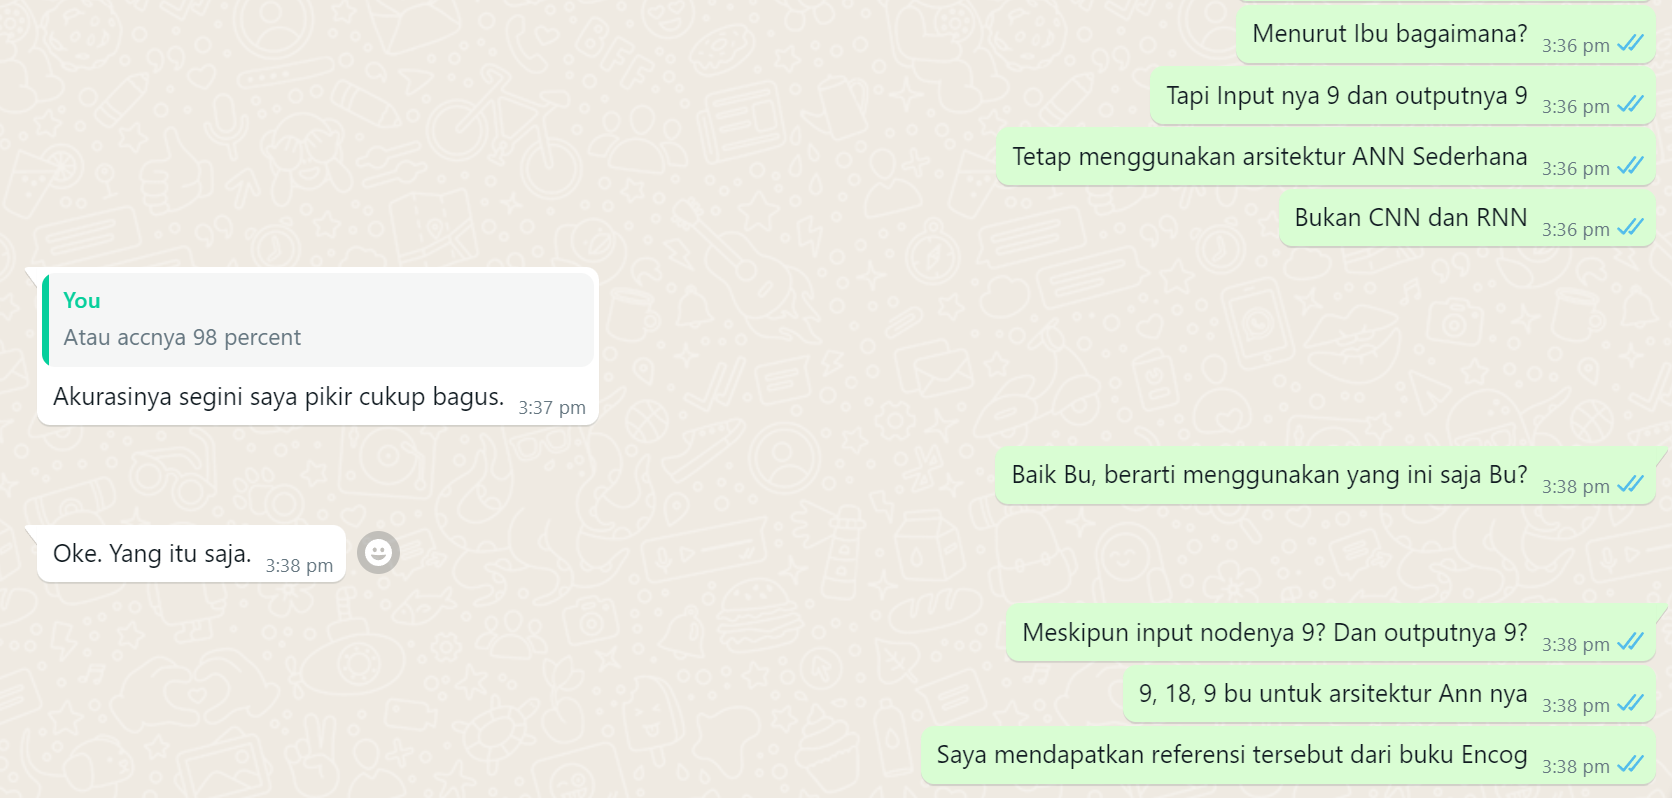 Menurut Ibu bagaimana? 3:36 pm
Tapi Input nya 9 dan outputnya 9 3:36 pm
Tetap menggunakan arsitektur ANN Sederhana 3:36 pm
Bukan CNN dan RNN 3:36 pm
You
Atau accnya 98 percent
Akurasinya segini saya pikir cukup bagus. 3:37 pm
Baik Bu, berarti menggunakan yang ini saja Bu? 3:38 pm
Oke. Yang itu saja. 3:38 pm
Meskipun input nodenya 9? Dan outputnya 9? 3:38 pm
9, 18, 9 bu untuk arsitektur Ann nya 3:38 pm
Saya mendapatkan referensi tersebut dari buku Encog 3:38 pm